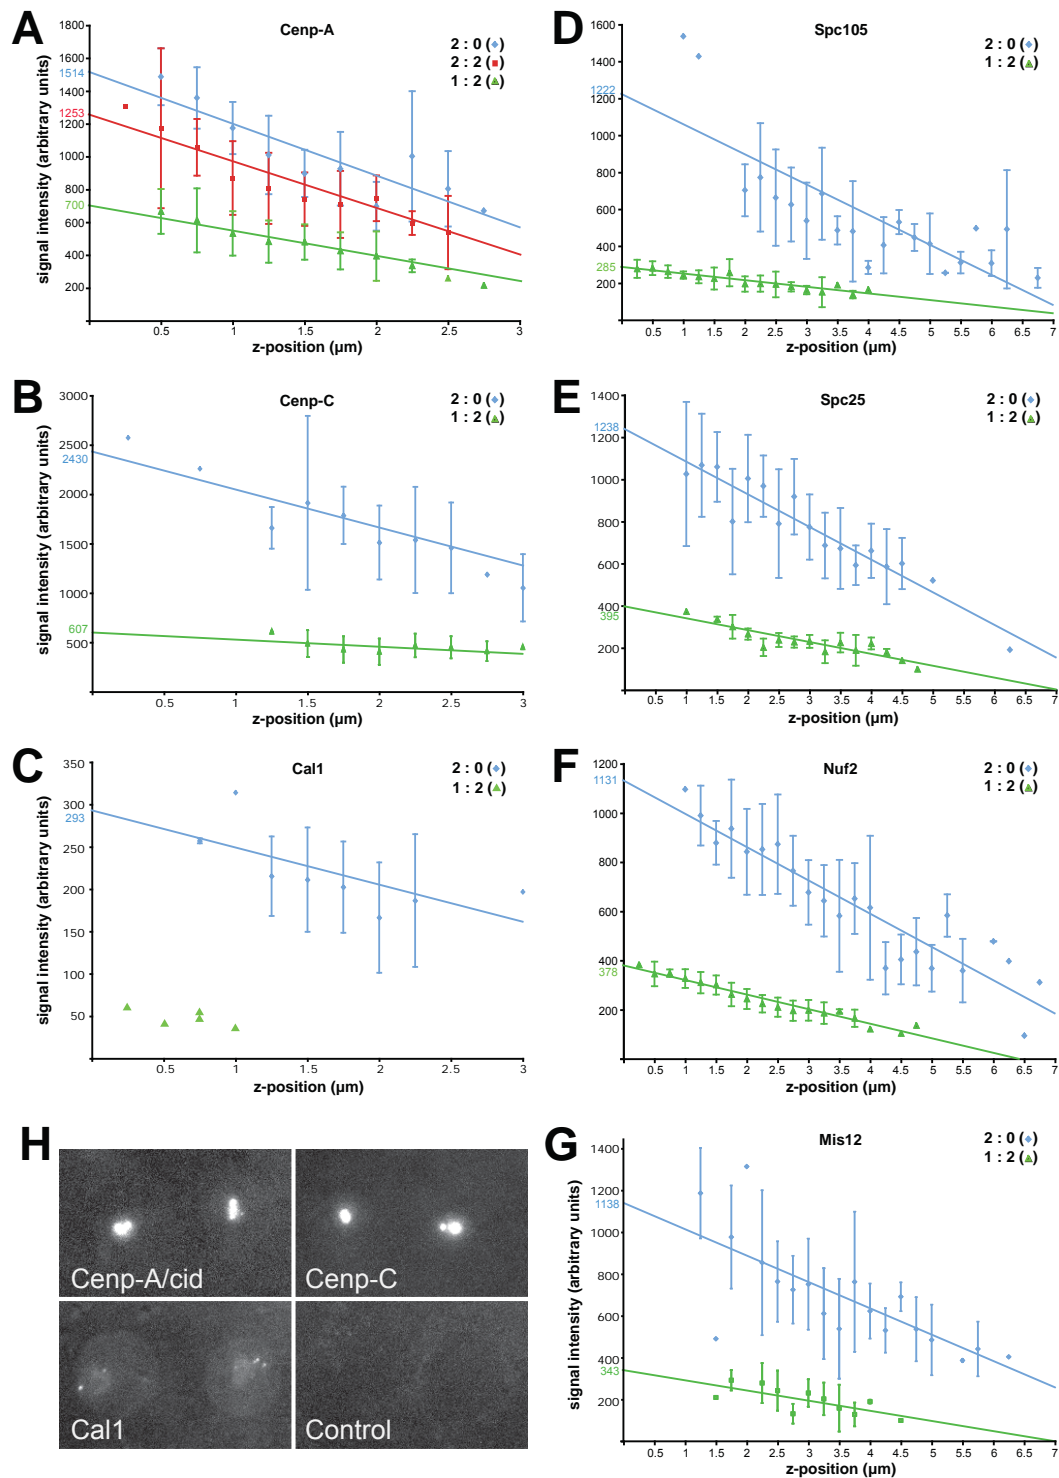 A
Cenp-A
2 : 0 (◆)
2 : 2 (■)
1 : 2 (▲)
signal intensity (arbitrary units)
1800
1600
1514
1400
1253
1200
1000
800
700
600
400
200
0.5 1 1.5 2 2.5 3
z-position (µm)
B
Cenp-C
2 : 0 (◆)
1 : 2 (▲)
signal intensity (arbitrary units)
3000
2500
2430
2000
1500
1000
607
500
0.5 1 1.5 2 2.5 3
z-position (µm)
C
Cal1
2 : 0 (◆)
1 : 2 (▲)
signal intensity (arbitrary units)
350
300
293
250
200
150
100
50
0.5 1 1.5 2 2.5 3
z-position (µm)
H
Cenp-A/cid
Cenp-C
Cal1
Control
D
Spc105
2 : 0 (◆)
1 : 2 (▲)
1600
1400
1222
1200
1000
800
600
400
285
200
0.5 1 1.5 2 2.5 3 3.5 4 4.5 5 5.5 6 6.5 7
z-position (µm)
E
Spc25
2 : 0 (◆)
1 : 2 (▲)
1400
1238
1200
1000
800
600
400
395
200
0.5 1 1.5 2 2.5 3 3.5 4 4.5 5 5.5 6 6.5 7
z-position (µm)
F
Nuf2
2 : 0 (◆)
1 : 2 (▲)
1200
1131
1000
800
600
400
378
200
0.5 1 1.5 2 2.5 3 3.5 4 4.5 5 5.5 6 6.5 7
z-position (µm)
G
Mis12
2 : 0 (◆)
1 : 2 (▲)
signal intensity (arbitrary units)
1400
1200
1138
1000
800
600
400
343
200
0.5 1 1.5 2 2.5 3 3.5 4 4.5 5 5.5 6 6.5 7
z-position (µm)